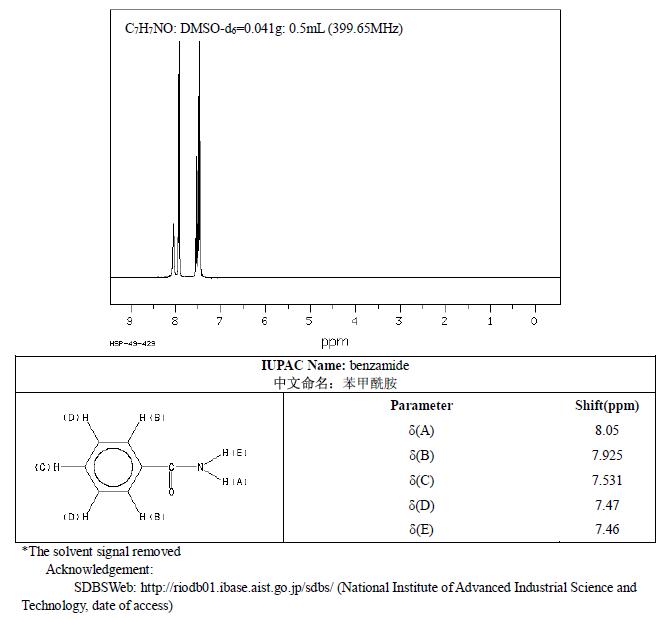 C₇H₇NO: DMSO-d₆=0.041g: 0.5mL (399.65MHz)
9 8 7 6 5 4 3 2 1 0
HSP-49-429 ppm
IUPAC Name: benzamide
中文命名：苯甲酰胺
Parameter Shift(ppm)
δ(A) 8.05
δ(B) 7.925
δ(C) 7.531
δ(D) 7.47
δ(E) 7.46
(D)H H(B)
H(E)
(C)H C N
H(A)
O
(D)H H(B)
*The solvent signal removed
Acknowledgement:
SDBSWeb: http://riodb01.ibase.aist.go.jp/sdbs/ (National Institute of Advanced Industrial Science and
Technology, date of access)